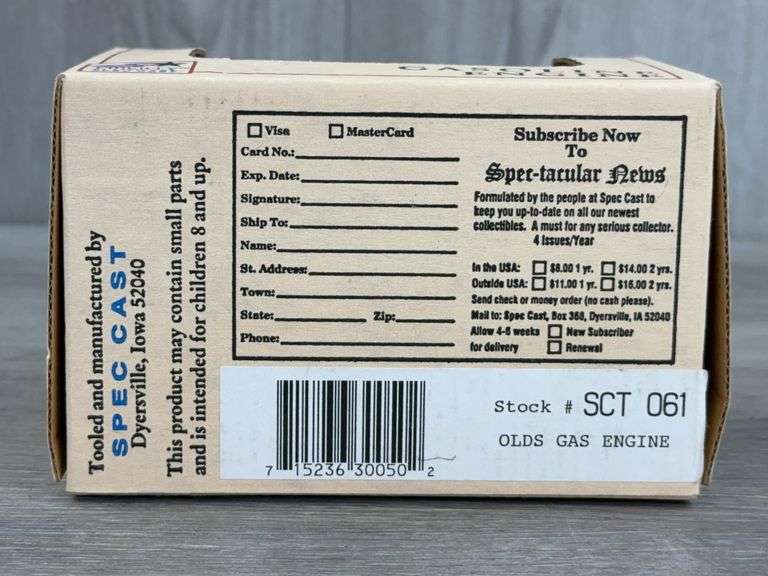 GASOLINE
ENGINE
Tooled and manufactured by
SPEC CAST
Dyersville, Iowa 52040
This product may contain small parts
and is intended for children 8 and up.
Visa MasterCard
Card No.:
Exp. Date:
Signature:
Ship To:
Name:
St. Address:
Town:
State: Zip:
Phone:
Subscribe Now
To
Spec-tacular News
Formulated by the people at Spec Cast to
keep you up-to-date on all our newest
collectibles. A must for any serious collector.
4 Issues/Year
In the USA: $8.00 1 yr. $14.00 2 yrs.
Outside USA: $11.00 1 yr. $16.00 2 yrs.
Send check or money order (no cash please).
Mail to: Spec Cast, Box 368, Dyersville, IA 52040
Allow 4-6 weeks New Subscriber
for delivery Renewal
Stock # SCT 061
OLDS GAS ENGINE
7 15236 30050 2